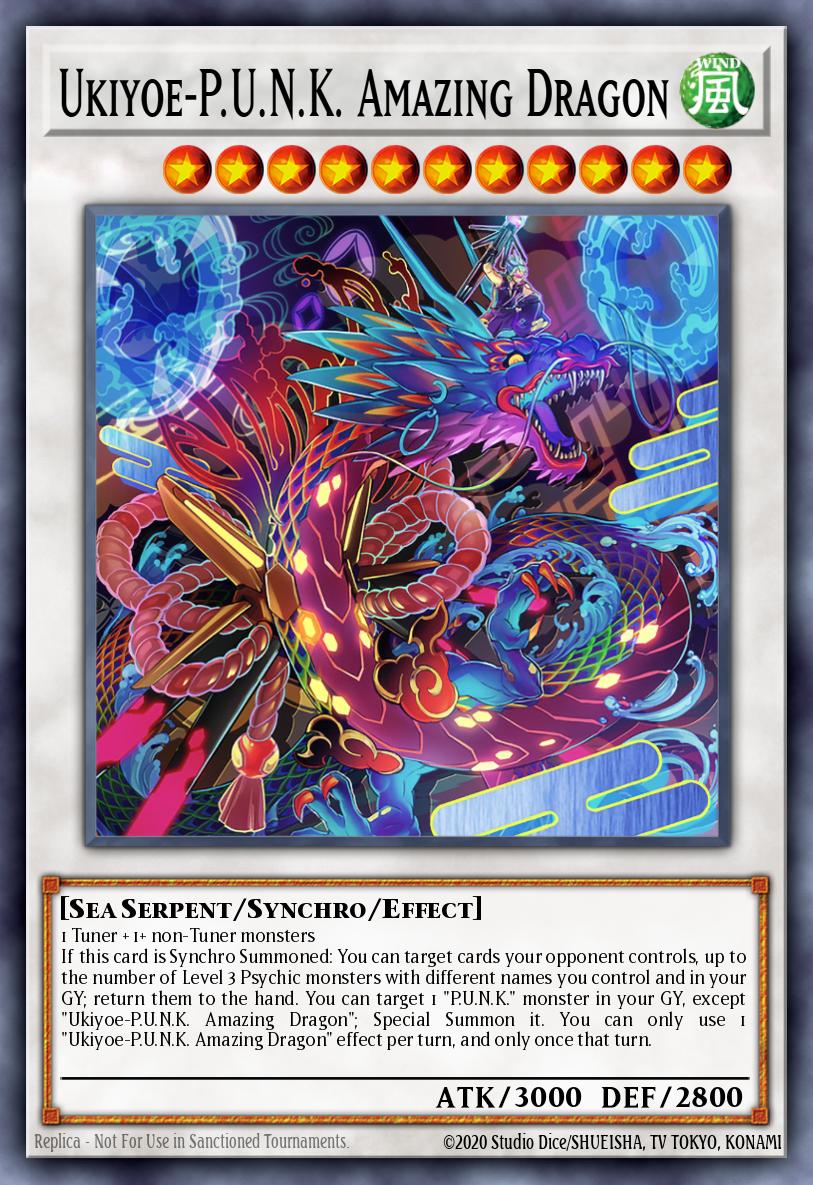 Ukiyoe-P.U.N.K. Amazing Dragon
WIND
風
[Sea Serpent/Synchro/Effect]
1 Tuner + 1+ non-Tuner monsters
If this card is Synchro Summoned: You can target cards your opponent controls, up to
the number of Level 3 Psychic monsters with different names you control and in your
GY; return them to the hand. You can target 1 "P.U.N.K." monster in your GY, except
"Ukiyoe-P.U.N.K. Amazing Dragon"; Special Summon it. You can only use 1
"Ukiyoe-P.U.N.K. Amazing Dragon" effect per turn, and only once that turn.
ATK/3000 DEF/2800
Replica - Not For Use in Sanctioned Tournaments.
©2020 Studio Dice/SHUEISHA, TV TOKYO, KONAMI